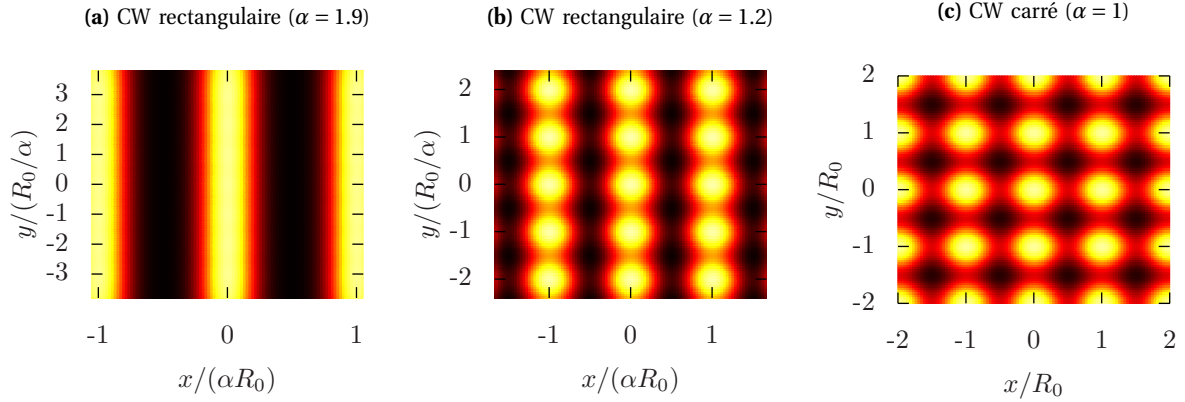 (a) CW rectangulaire (α = 1.9)
3
2
1
0
-1
-2
-3
y/(R₀/α)
-1 0 1
x/(αR₀)
(b) CW rectangulaire (α = 1.2)
2
1
0
-1
-2
y/(R₀/α)
-1 0 1
x/(αR₀)
(c) CW carré (α = 1)
2
1
0
-1
-2
y/R₀
-2 -1 0 1 2
x/R₀